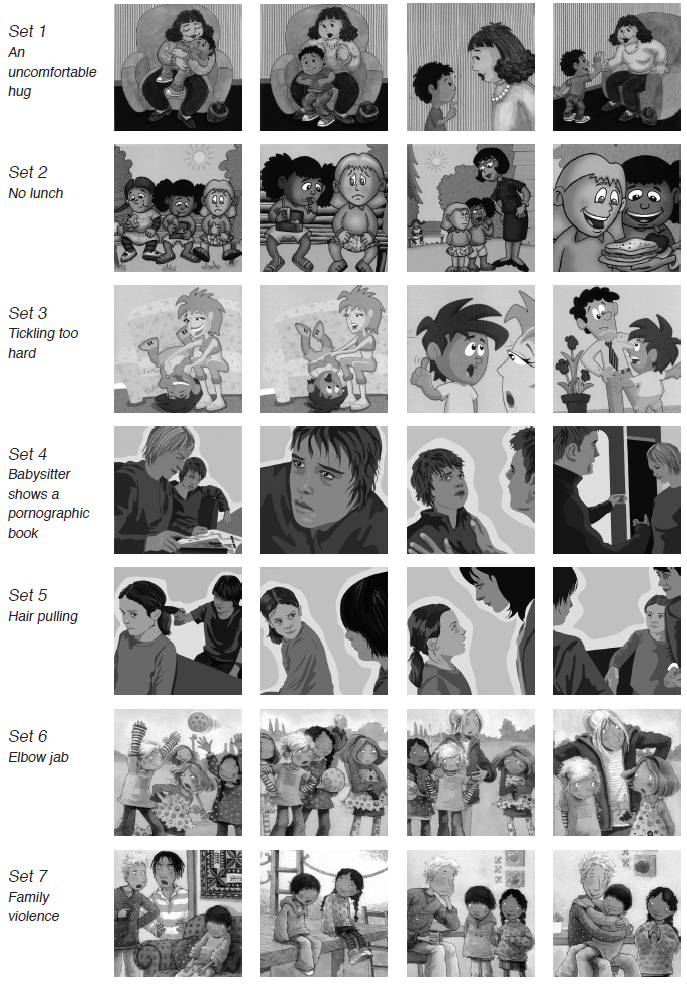 Set 1
An
uncomfortable
hug
Set 2
No lunch
Set 3
Tickling too
hard
Set 4
Babysitter
shows a
pornographic
book
Set 5
Hair pulling
Set 6
Elbow jab
Set 7
Family
violence